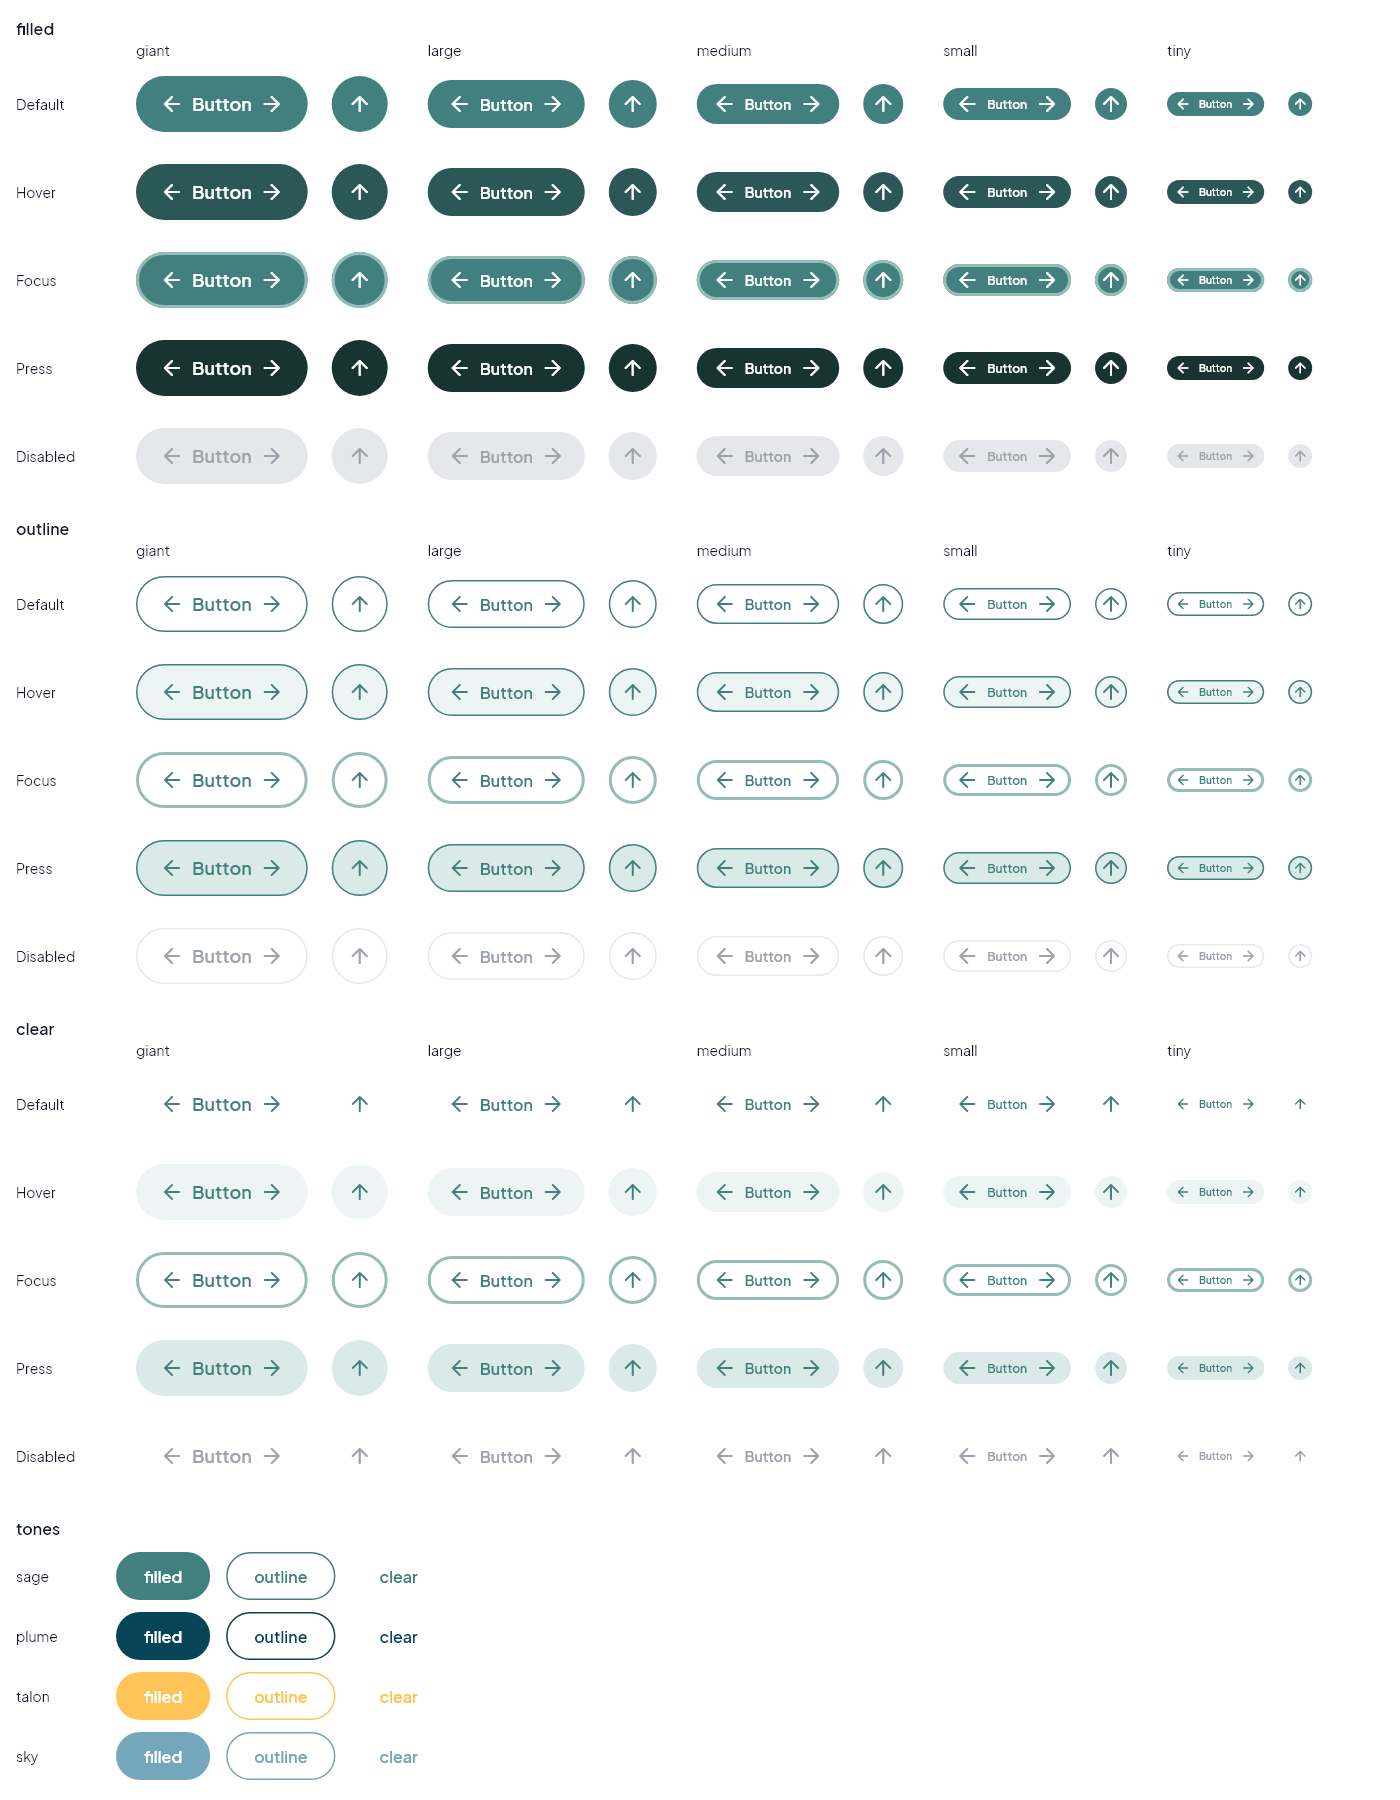 filled
giant large medium small tiny
Default Button Button Button Button Button
Hover Button Button Button Button Button
Focus Button Button Button Button Button
Press Button Button Button Button Button
Disabled Button Button Button Button Button
outline
giant large medium small tiny
Default Button Button Button Button Button
Hover Button Button Button Button Button
Focus Button Button Button Button Button
Press Button Button Button Button Button
Disabled Button Button Button Button Button
clear
giant large medium small tiny
Default Button Button Button Button Button
Hover Button Button Button Button Button
Focus Button Button Button Button Button
Press Button Button Button Button Button
Disabled Button Button Button Button Button
tones
sage filled outline clear
plume filled outline clear
talon filled outline clear
sky filled outline clear